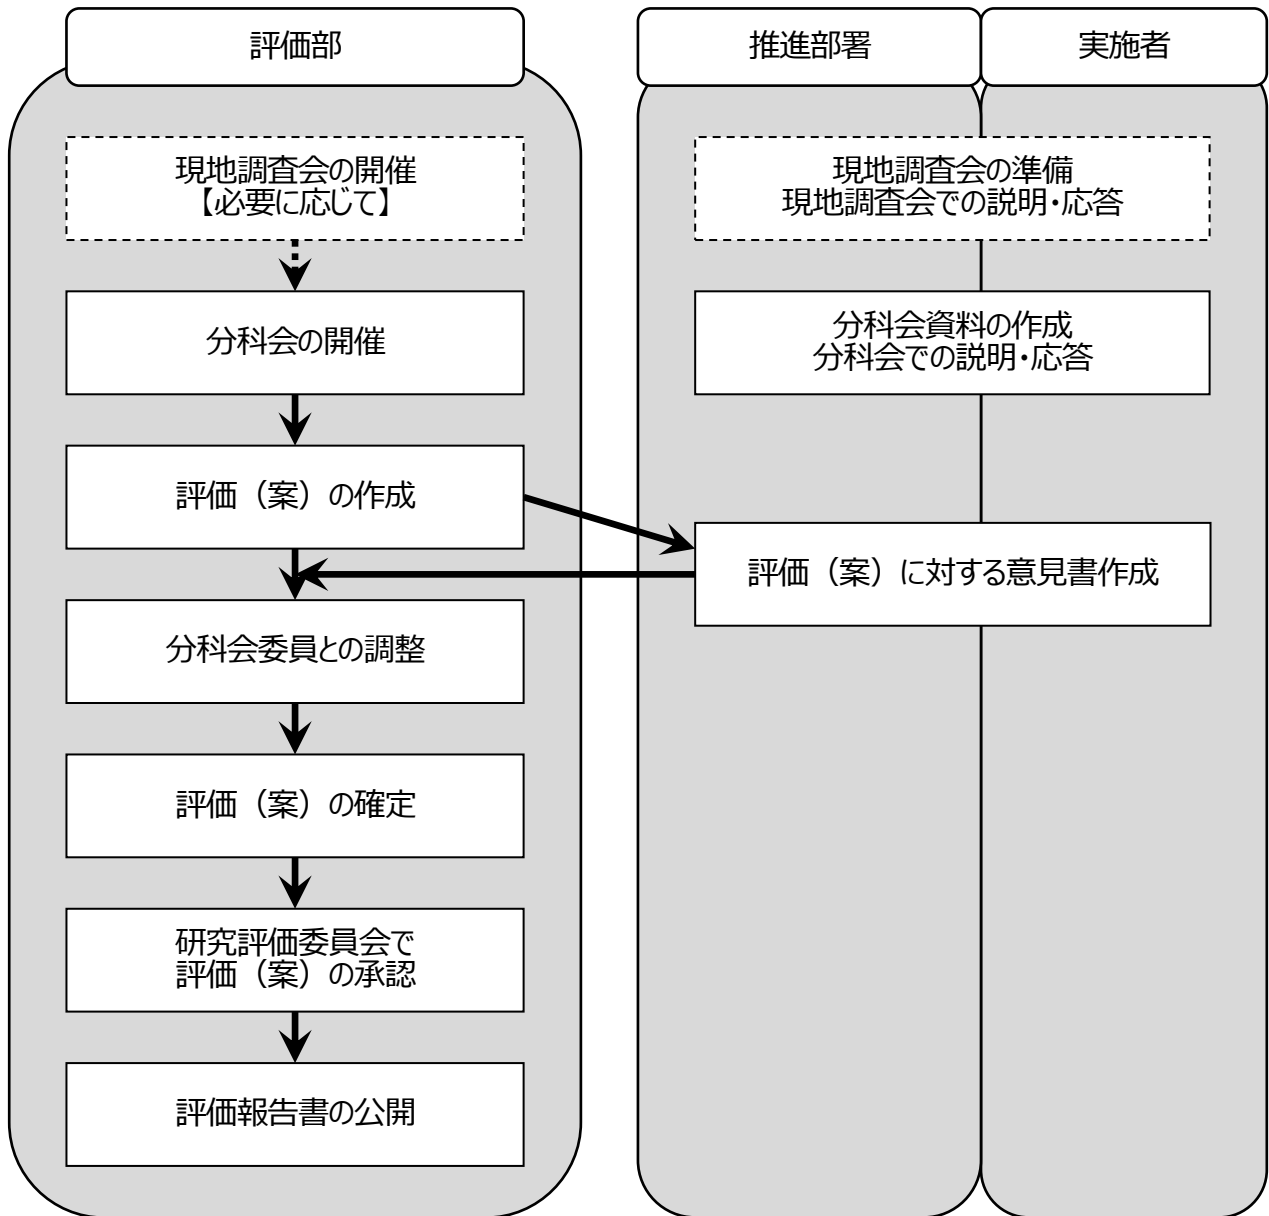 評価部
推進部署
実施者
現地調査会の開催
【必要に応じて】
現地調査会の準備
現地調査会での説明・応答
分科会の開催
分科会資料の作成
分科会での説明・応答
評価（案）の作成
評価（案）に対する意見書作成
分科会委員との調整
評価（案）の確定
研究評価委員会で
評価（案）の承認
評価報告書の公開